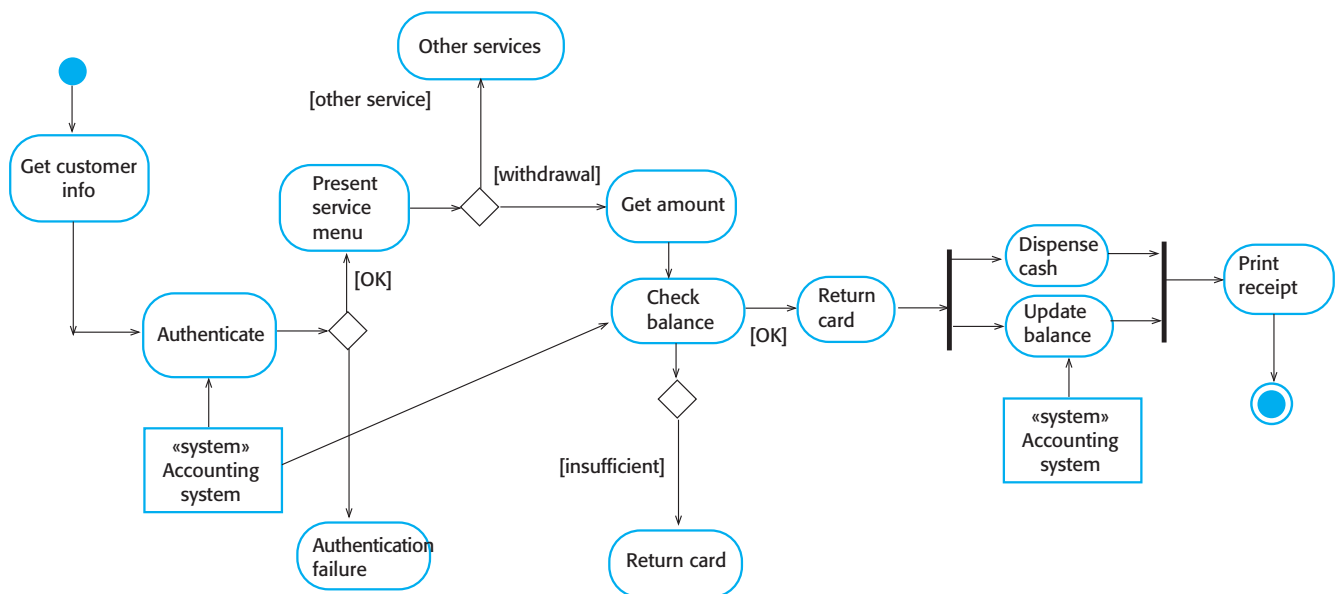 Other services
[other service]
Get customer
info
Present
service
menu
[withdrawal]
Get amount
[OK]
Authenticate
Check
balance
[OK]
Return
card
Dispense
cash
Update
balance
Print
receipt
«system»
Accounting
system
«system»
Accounting
system
[insufficient]
Authentication
failure
Return card